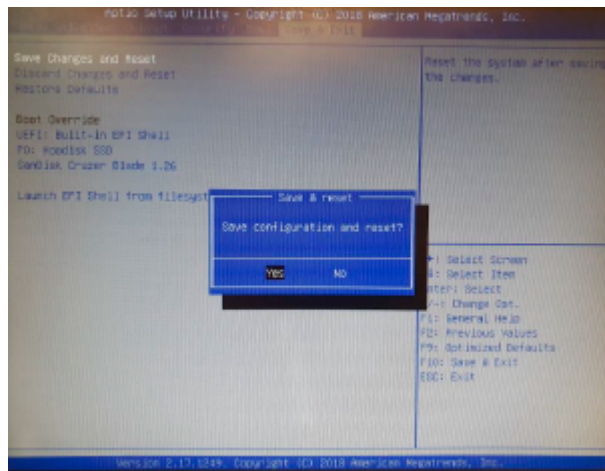 Aptio Setup Utility - Copyright (C) 2018 American Megatrends, Inc.
Save & Exit
Save Changes and Reset
Discard Changes and Reset
Restore Defaults
Boot Override
UEFI: Built-in EFI Shell
P0: Hoodisk SSD
SanDisk Cruzer Blade 1.26
Launch EFI Shell from filesyst
Reset the system after saving
the changes.
Save & reset
Save configuration and reset?
Yes No
: Select Screen
: Select Item
nter: Select
/-: Change Opt.
F1: General Help
F2: Previous Values
F9: Optimized Defaults
F10: Save & Exit
ESC: Exit
Version 2.17.1249. Copyright (C) 2018 American Megatrends, Inc.